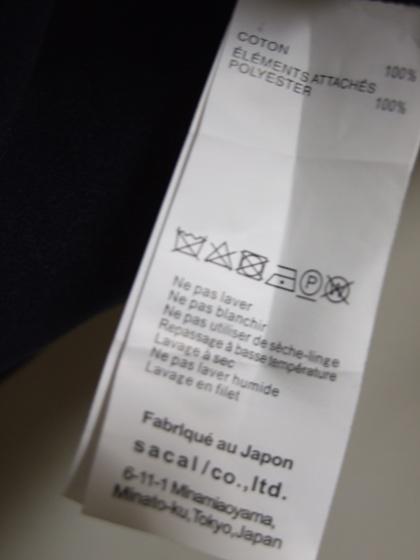 COTON 100%
ÉLÉMENTS ATTACHÉS
POLYESTER 100%
Ne pas laver
Ne pas blanchir
Ne pas utiliser de sèche-linge
Repassage à basse température
Lavage à sec
Ne pas laver humide
Lavage en filet
Fabriqué au Japon
sacai/co.,ltd.
6-11-1 Minamiaoyama,
Minato-ku,Tokyo,Japan